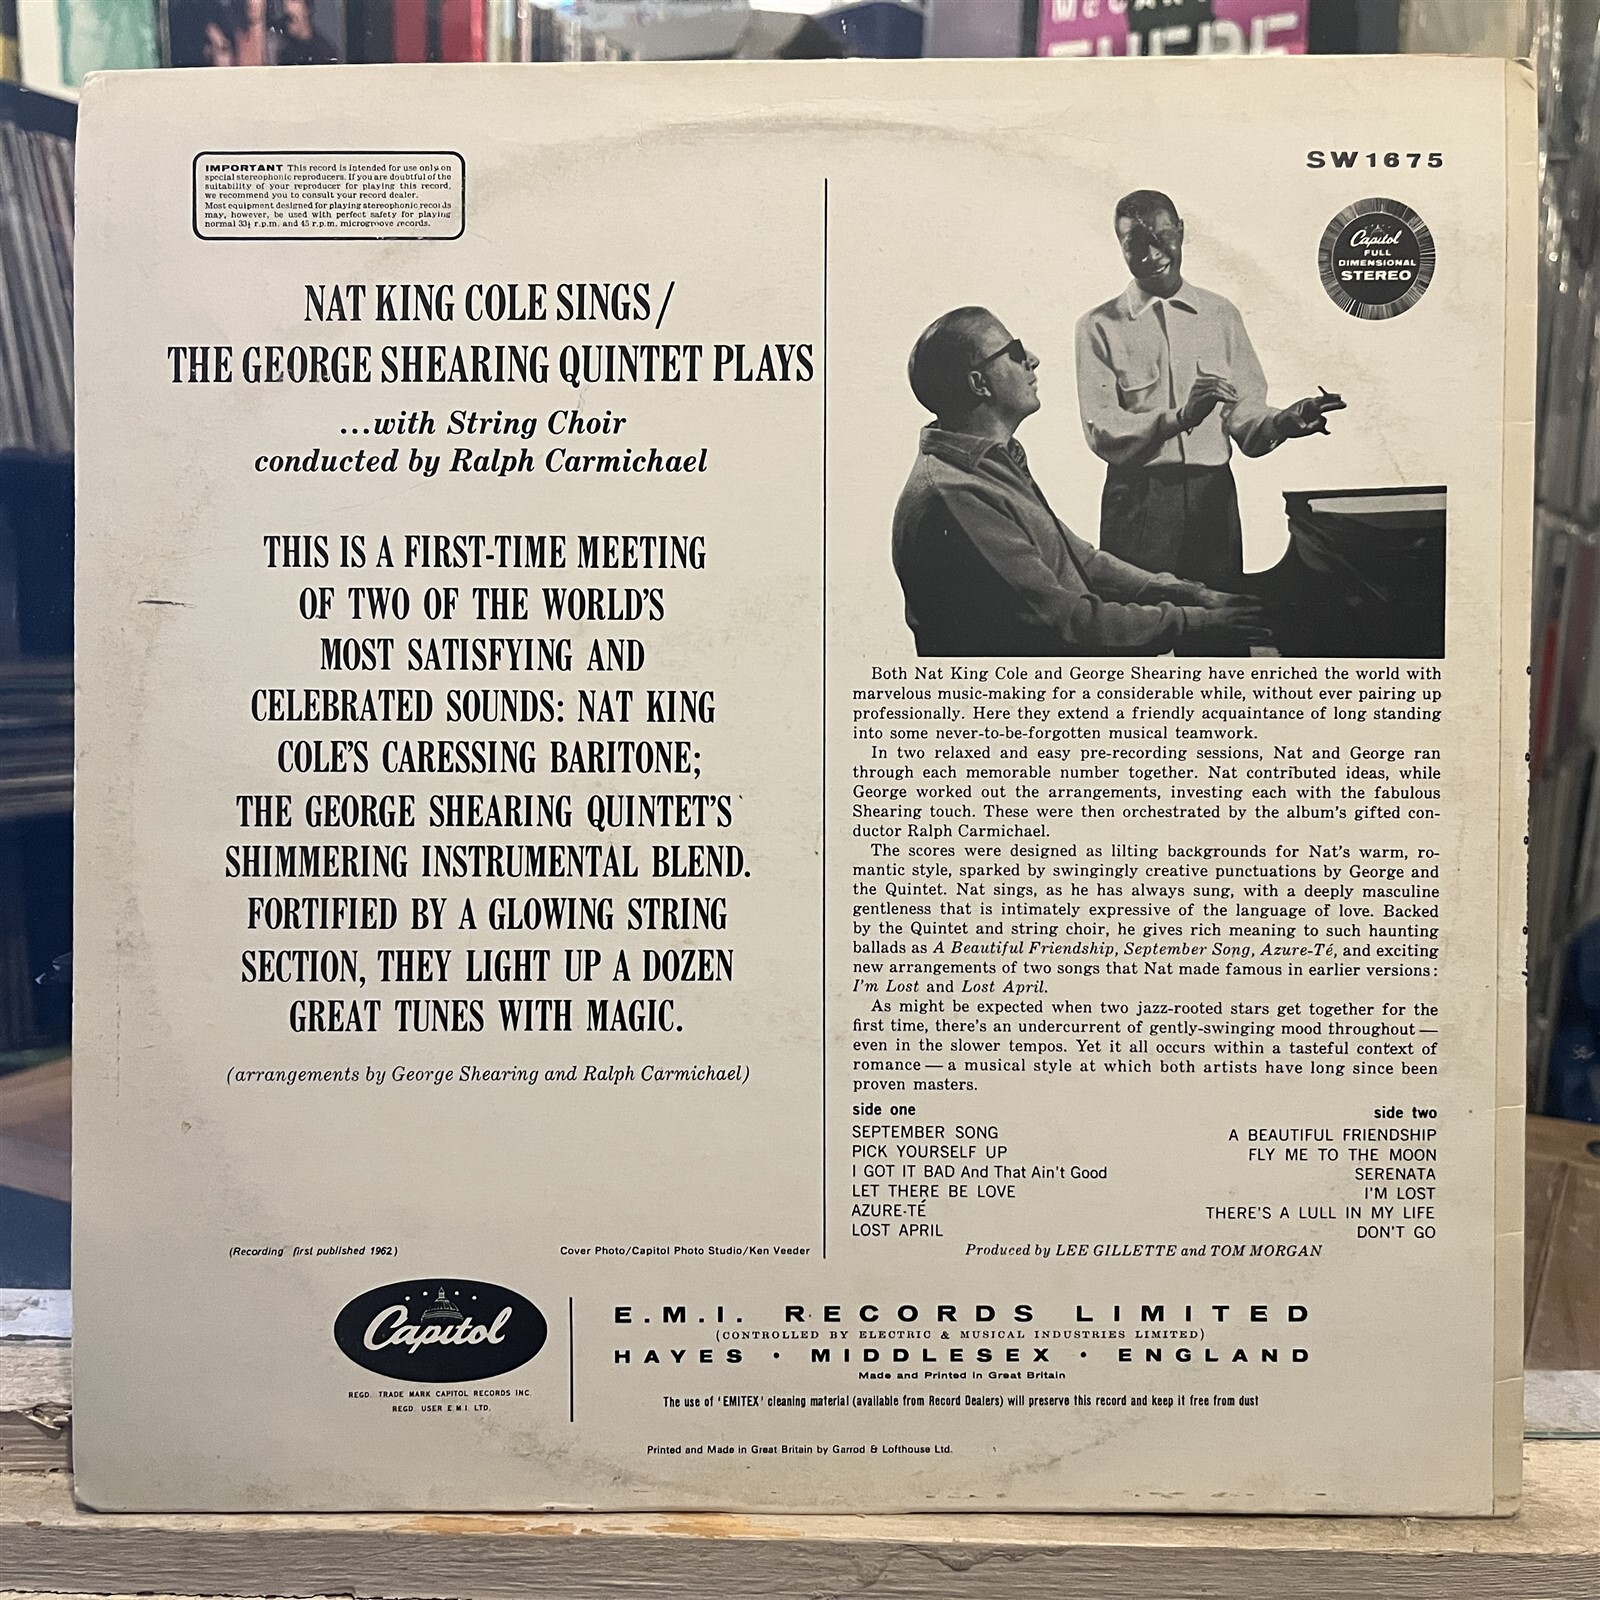 McCA
THERE
IMPORTANT This record is intended for use only on
special stereophonic reproducers. If you are doubtful of the
suitability of your reproducer for playing this record,
we recommend you to consult your record dealer.
Most equipment designed for playing stereophonic records
may, however, be used with perfect safety for playing
normal 33⅓ r.p.m. and 45 r.p.m. microgroove records.
NAT KING COLE SINGS/
THE GEORGE SHEARING QUINTET PLAYS
...with String Choir
conducted by Ralph Carmichael
THIS IS A FIRST-TIME MEETING
OF TWO OF THE WORLD'S
MOST SATISFYING AND
CELEBRATED SOUNDS: NAT KING
COLE'S CARESSING BARITONE;
THE GEORGE SHEARING QUINTET'S
SHIMMERING INSTRUMENTAL BLEND.
FORTIFIED BY A GLOWING STRING
SECTION, THEY LIGHT UP A DOZEN
GREAT TUNES WITH MAGIC.
(arrangements by George Shearing and Ralph Carmichael)
(Recording first published 1962)
Cover Photo/Capitol Photo Studio/Ken Veeder
SW1675
Capitol
FULL
DIMENSIONAL
STEREO
Both Nat King Cole and George Shearing have enriched the world with
marvelous music-making for a considerable while, without ever pairing up
professionally. Here they extend a friendly acquaintance of long standing
into some never-to-be-forgotten musical teamwork.
In two relaxed and easy pre-recording sessions, Nat and George ran
through each memorable number together. Nat contributed ideas, while
George worked out the arrangements, investing each with the fabulous
Shearing touch. These were then orchestrated by the album's gifted con-
ductor Ralph Carmichael.
The scores were designed as lilting backgrounds for Nat's warm, ro-
mantic style, sparked by swingingly creative punctuations by George and
the Quintet. Nat sings, as he has always sung, with a deeply masculine
gentleness that is intimately expressive of the language of love. Backed
by the Quintet and string choir, he gives rich meaning to such haunting
ballads as A Beautiful Friendship, September Song, Azure-Té, and exciting
new arrangements of two songs that Nat made famous in earlier versions:
I'm Lost and Lost April.
As might be expected when two jazz-rooted stars get together for the
first time, there's an undercurrent of gently-swinging mood throughout —
even in the slower tempos. Yet it all occurs within a tasteful context of
romance — a musical style at which both artists have long since been
proven masters.
side one
SEPTEMBER SONG
PICK YOURSELF UP
I GOT IT BAD And That Ain't Good
LET THERE BE LOVE
AZURE-TÉ
LOST APRIL
side two
A BEAUTIFUL FRIENDSHIP
FLY ME TO THE MOON
SERENATA
I'M LOST
THERE'S A LULL IN MY LIFE
DON'T GO
Produced by LEE GILLETTE and TOM MORGAN
Capitol
REGD. TRADE MARK CAPITOL RECORDS INC.
REGD. USER E.M.I. LTD.
E.M.I. RECORDS LIMITED
(CONTROLLED BY ELECTRIC & MUSICAL INDUSTRIES LIMITED)
HAYES • MIDDLESEX • ENGLAND
Made and Printed in Great Britain
The use of 'EMITEX' cleaning material (available from Record Dealers) will preserve this record and keep it free from dust
Printed and Made in Great Britain by Garrod & Lofthouse Ltd.